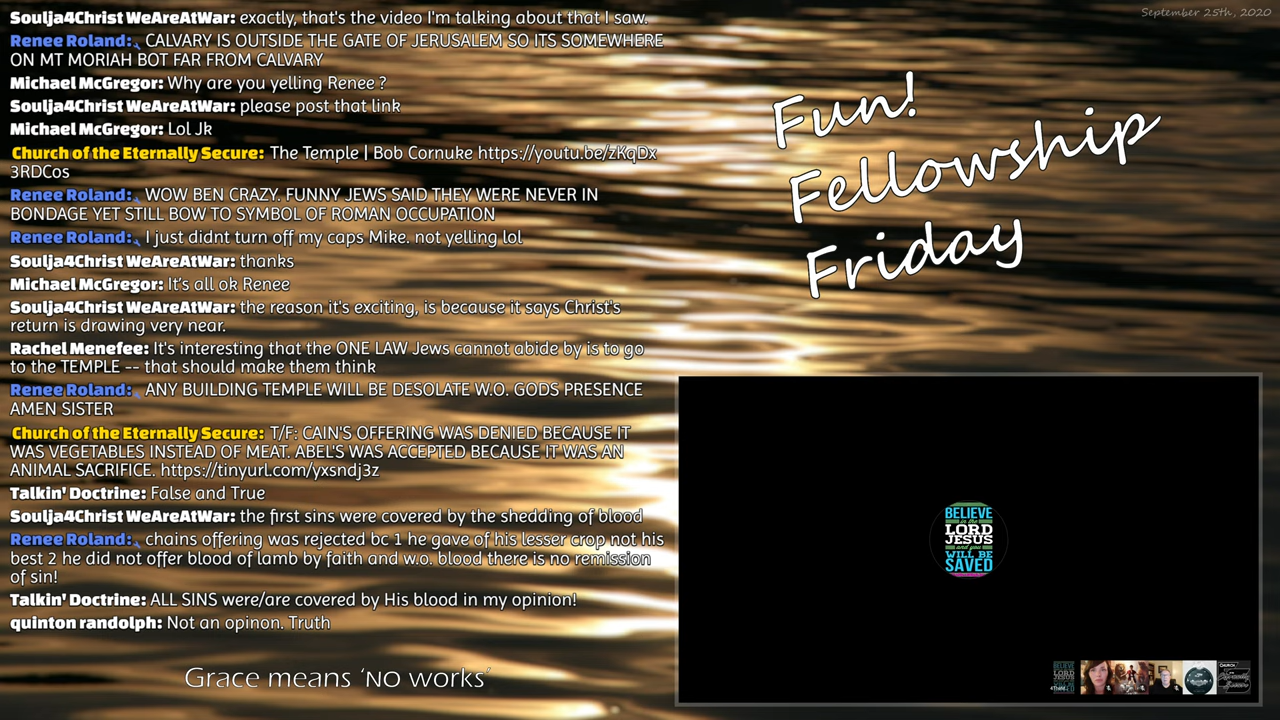 Soulja4Christ WeAreAtWar: exactly, that's the video I'm talking about that I saw.
Renee Roland: CALVARY IS OUTSIDE THE GATE OF JERUSALEM SO ITS SOMEWHERE
ON MT MORIAH BOT FAR FROM CALVARY
Michael McGregor: Why are you yelling Renee ?
Soulja4Christ WeAreAtWar: please post that link
Michael McGregor: Lol Jk
Church of the Eternally Secure: The Temple | Bob Cornuke https://youtu.be/zKqDx
3RDCos
Renee Roland: WOW BEN CRAZY. FUNNY JEWS SAID THEY WERE NEVER IN
BONDAGE YET STILL BOW TO SYMBOL OF ROMAN OCCUPATION
Renee Roland: I just didnt turn off my caps Mike. not yelling lol
Soulja4Christ WeAreAtWar: thanks
Michael McGregor: It's all ok Renee
Soulja4Christ WeAreAtWar: the reason it's exciting, is because it says Christ's
return is drawing very near.
Rachel Menefee: It's interesting that the ONE LAW Jews cannot abide by is to go
to the TEMPLE -- that should make them think
Renee Roland: ANY BUILDING TEMPLE WILL BE DESOLATE W.O. GODS PRESENCE
AMEN SISTER
Church of the Eternally Secure: T/F: CAIN'S OFFERING WAS DENIED BECAUSE IT
WAS VEGETABLES INSTEAD OF MEAT. ABEL'S WAS ACCEPTED BECAUSE IT WAS AN
ANIMAL SACRIFICE. https://tinyurl.com/yxsndj3z
Talkin' Doctrine: False and True
Soulja4Christ WeAreAtWar: the first sins were covered by the shedding of blood
Renee Roland: chains offering was rejected bc 1 he gave of his lesser crop not his
best 2 he did not offer blood of lamb by faith and w.o. blood there is no remission
of sin!
Talkin' Doctrine: ALL SINS were/are covered by His blood in my opinion!
quinton randolph: Not an opinon. Truth
Grace means 'NO works'
September 25th, 2020
Fun!
Fellowship
Friday
BELIEVE
in the
LORD
JESUS
and you
WILL BE
SAVED